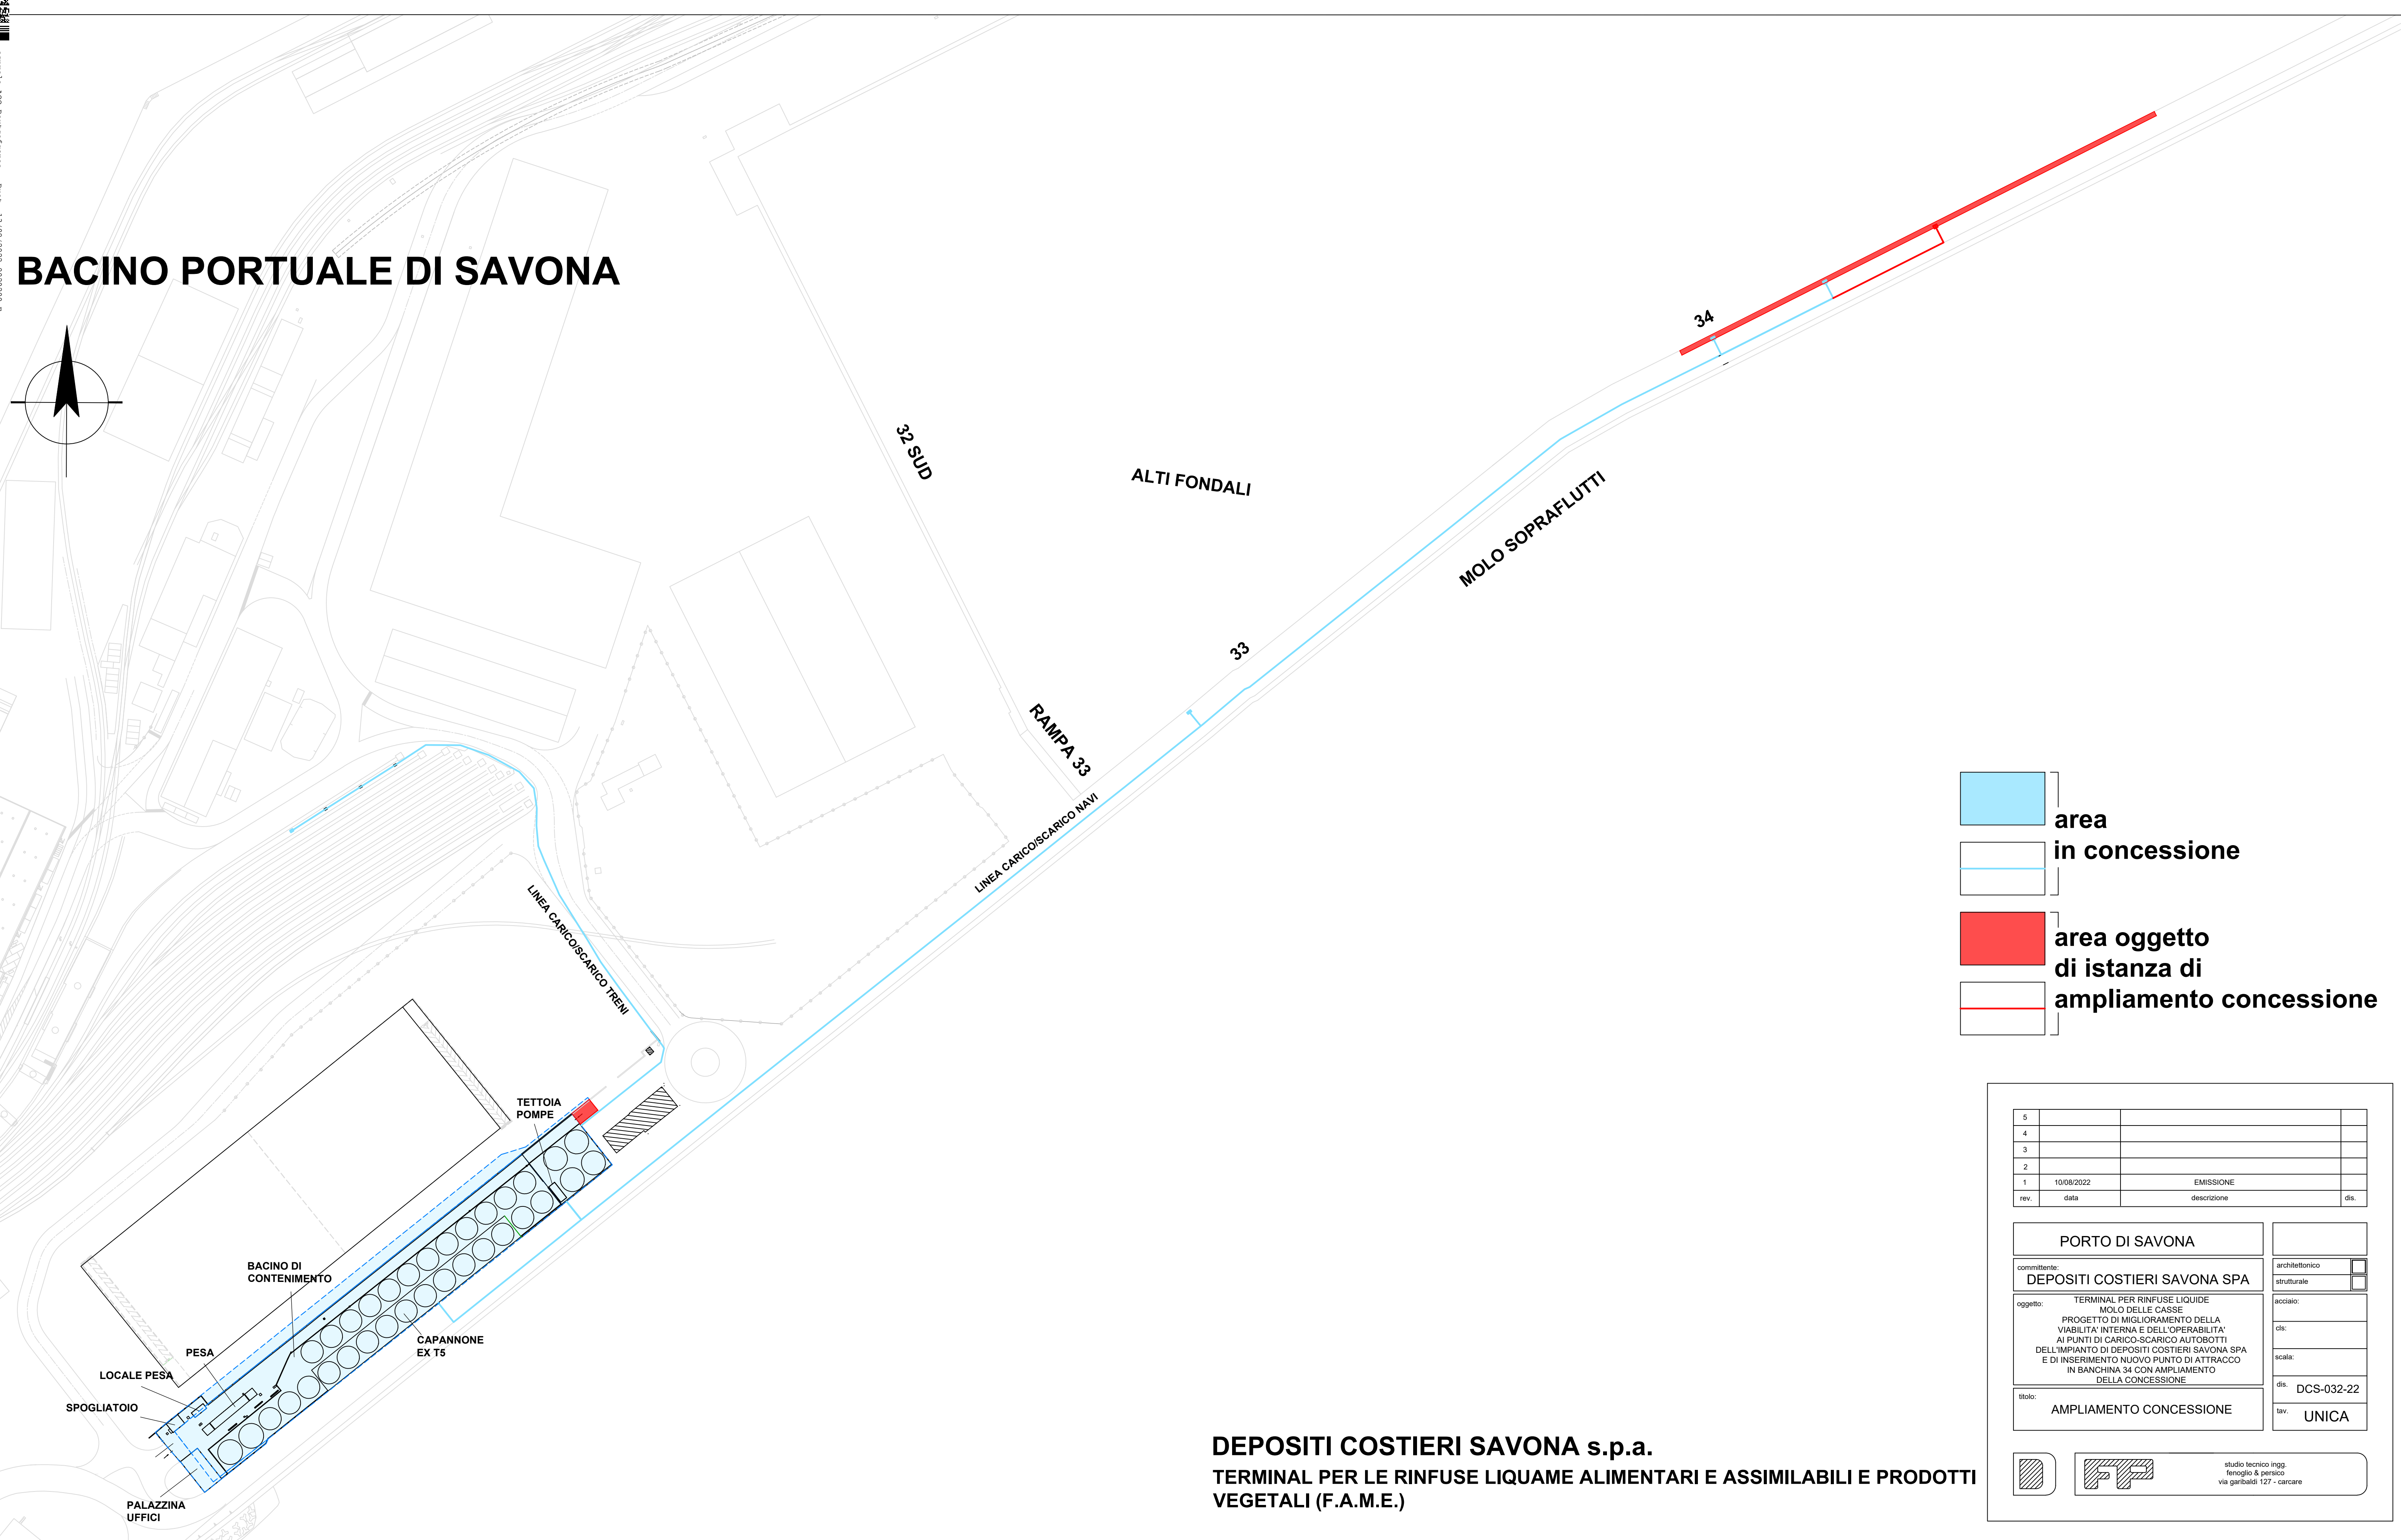 BACINO PORTUALE DI SAVONA
34
32 SUD
ALTI FONDALI
MOLO SOPRAFLUTTI
33
RAMPA 33
LINEA CARICO/SCARICO NAVI
LINEA CARICO/SCARICO TRENI
area
in concessione
area oggetto
di istanza di
ampliamento concessione
TETTOIA
POMPE
BACINO DI
CONTENIMENTO
CAPANNONE
EX T5
PESA
LOCALE PESA
SPOGLIATOIO
PALAZZINA
UFFICI
DEPOSITI COSTIERI SAVONA s.p.a.
TERMINAL PER LE RINFUSE LIQUAME ALIMENTARI E ASSIMILABILI E PRODOTTI
VEGETALI (F.A.M.E.)
5
4
3
2
1 10/08/2022 EMISSIONE
rev. data descrizione dis.
PORTO DI SAVONA
committente:
DEPOSITI COSTIERI SAVONA SPA
oggetto:
TERMINAL PER RINFUSE LIQUIDE
MOLO DELLE CASSE
PROGETTO DI MIGLIORAMENTO DELLA
VIABILITA' INTERNA E DELL'OPERABILITA'
AI PUNTI DI CARICO-SCARICO AUTOBOTTI
DELL'IMPIANTO DI DEPOSITI COSTIERI SAVONA SPA
E DI INSERIMENTO NUOVO PUNTO DI ATTRACCO
IN BANCHINA 34 CON AMPLIAMENTO
DELLA CONCESSIONE
titolo:
AMPLIAMENTO CONCESSIONE
architettonico
strutturale
acciaio:
cls:
scala:
dis. DCS-032-22
tav. UNICA
D
FP
studio tecnico ingg.
fenoglio & persico
via garibaldi 127 - carcare